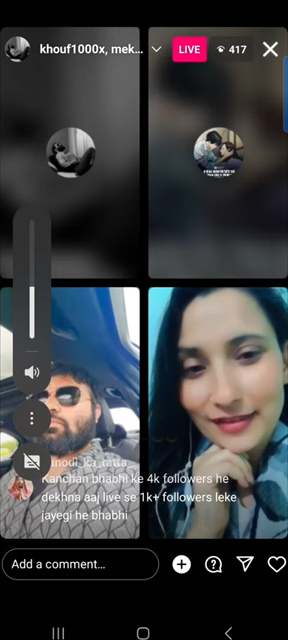 khouf1000x, mek...
LIVE
417
Kanchan bhabhi ke 4k followers he
dekhna aaj live se 1k+ followers leke
jayegi he bhabhi
Add a comment...